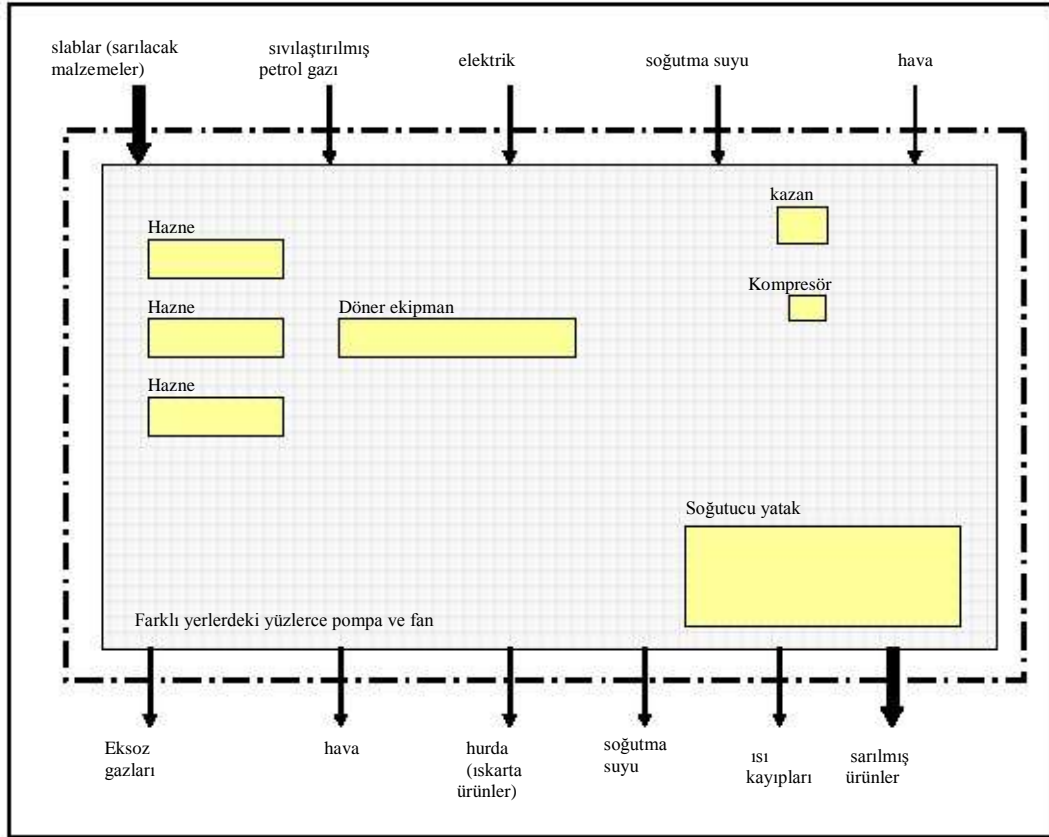 slablar (sarılacak
malzemeler)
sıvılaştırılmış
petrol gazı
elektrik
soğutma suyu
hava
kazan
Hazne
Kompresör
Hazne
Döner ekipman
Hazne
Soğutucu yatak
Farklı yerlerdeki yüzlerce pompa ve fan
Eksoz
gazları
hava
hurda
(ıskarta
ürünler)
soğutma
suyu
ısı
kayıpları
sarılmış
ürünler